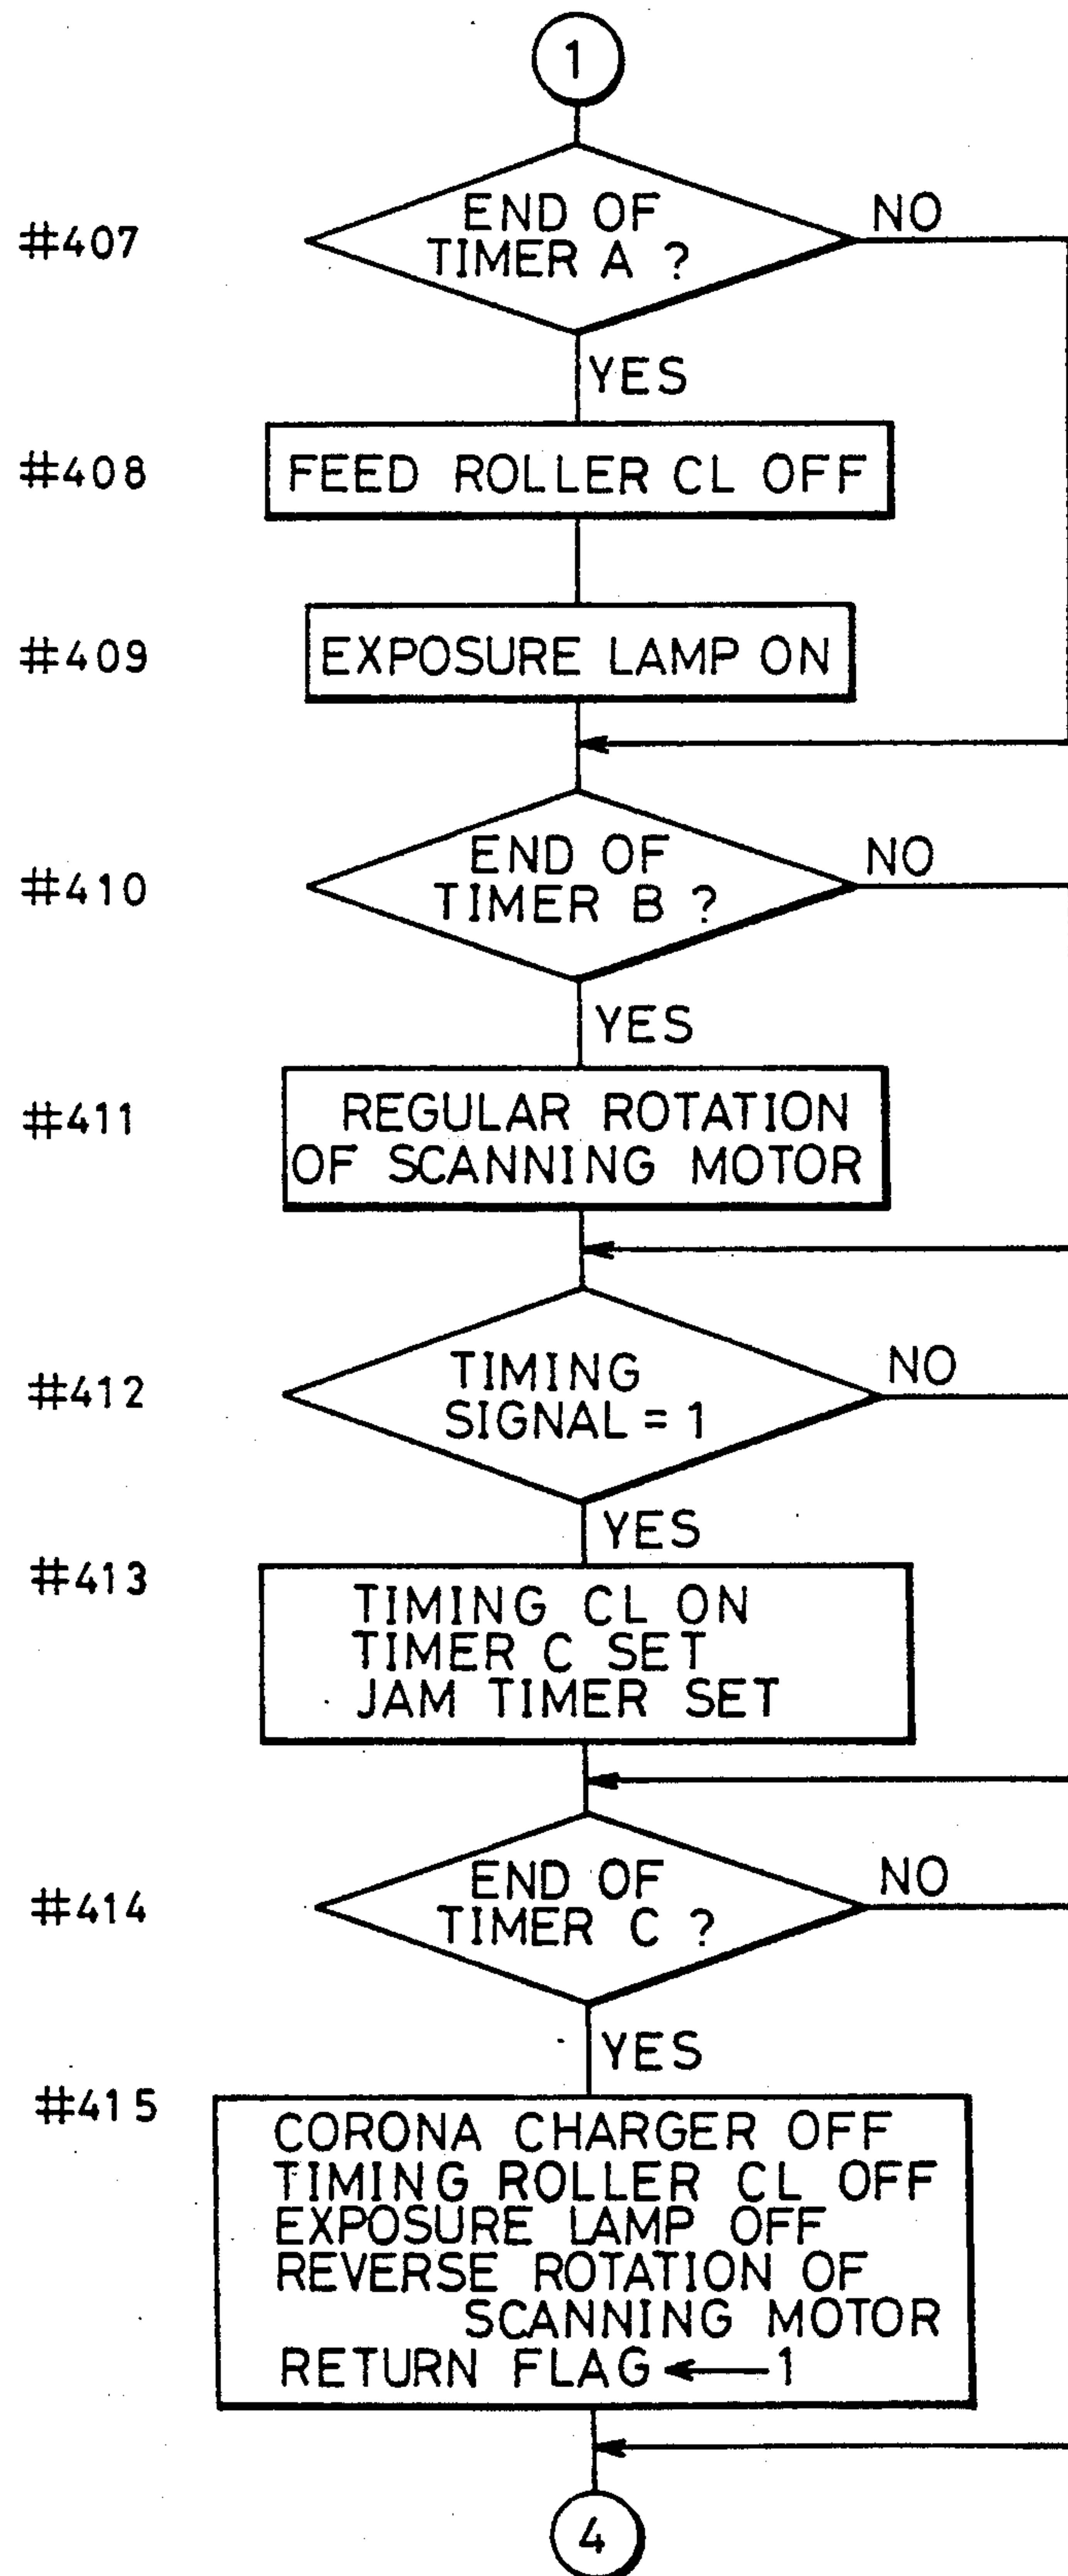 1
#407
END OF
TIMER A ?
NO
YES
#408
FEED ROLLER CL OFF
#409
EXPOSURE LAMP ON
#410
END OF
TIMER B ?
NO
YES
#411
REGULAR ROTATION
OF SCANNING MOTOR
#412
TIMING
SIGNAL = 1
NO
YES
#413
TIMING CL ON
TIMER C SET
JAM TIMER SET
#414
END OF
TIMER C ?
NO
YES
#415
CORONA CHARGER OFF
TIMING ROLLER CL OFF
EXPOSURE LAMP OFF
REVERSE ROTATION OF
SCANNING MOTOR
RETURN FLAG ← 1
4